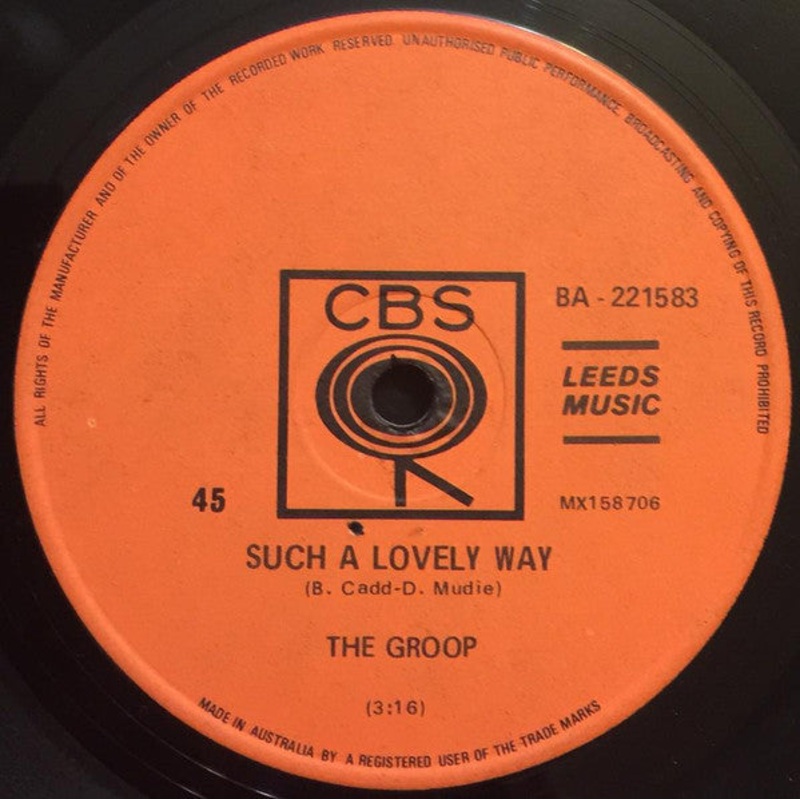 ALL RIGHTS OF THE MANUFACTURER AND OF THE OWNER OF THE RECORDED WORK RESERVED UNAUTHORISED PUBLIC PERFORMANCE BROADCASTING AND COPYING OF THIS RECORD PROHIBITED
CBS
BA - 221583
LEEDS
MUSIC
45
MX158706
SUCH A LOVELY WAY
(B. Cadd-D. Mudie)
THE GROOP
(3:16)
MADE IN AUSTRALIA BY A REGISTERED USER OF THE TRADE MARKS